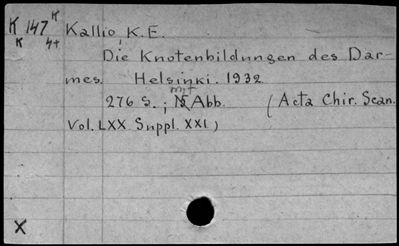 K 147 K Kallio, K. E.
K 4+
Die Knotenbildungen des Dar-
mes. Helsinki. 1932
mit
276 S.; Abb. (Acta Chir. Scan.
Vol. LXX Suppl. XXI)
X